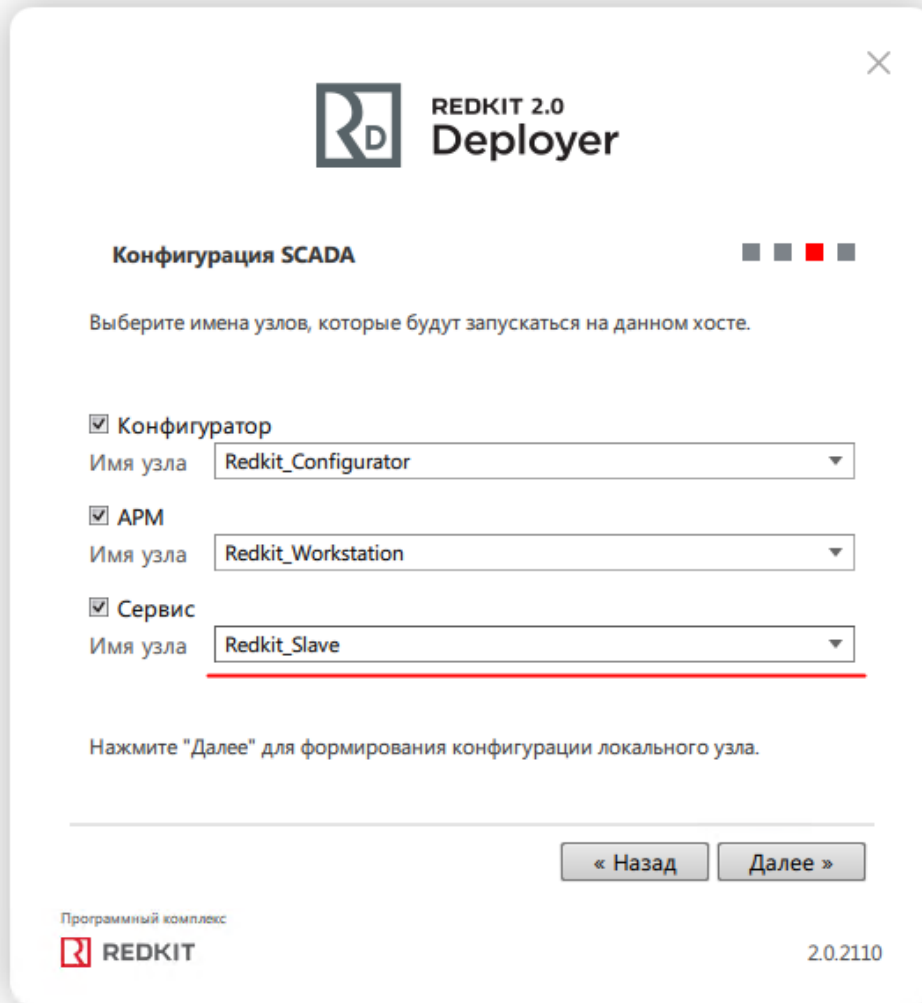 REDKIT 2.0
Deployer
Конфигурация SCADA
Выберите имена узлов, которые будут запускаться на данном хосте.
Конфигуратор
Имя узла Redkit_Configurator
АРМ
Имя узла Redkit_Workstation
Сервис
Имя узла Redkit_Slave
Нажмите "Далее" для формирования конфигурации локального узла.
« Назад Далее »
Программный комплекс
REDKIT 2.0.2110